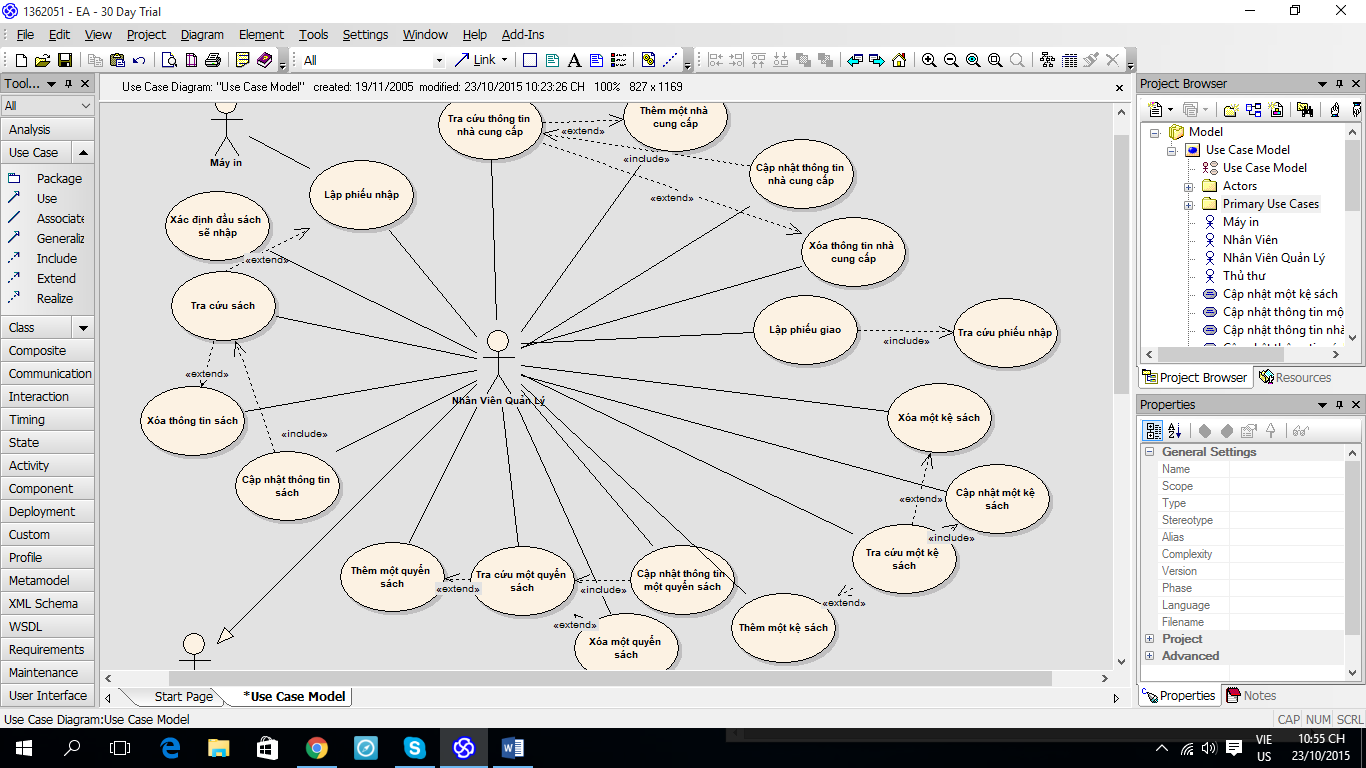 1362051 - EA - 30 Day Trial
File Edit View Project Diagram Element Tools Settings Window Help Add-Ins
All
Link
Tool...
All
Analysis
Use Case
Package
Use
Associate
Generaliz
Include
Extend
Realize
Class
Composite
Communication
Interaction
Timing
State
Activity
Component
Deployment
Custom
Profile
Metamodel
XML Schema
WSDL
Requirements
Maintenance
User Interface
Use Case Diagram: "Use Case Model" created: 19/11/2005 modified: 23/10/2015 10:23:26 CH 100% 827 x 1169
Máy in
Lập phiếu nhập
Xác định đầu sách
sẽ nhập
«extend»
Tra cứu sách
«extend»
Xóa thông tin sách
«include»
Cập nhật thông tin
sách
Tra cứu thông tin
nhà cung cấp
«extend»
Thêm một nhà
cung cấp
«include»
Cập nhật thông tin
nhà cung cấp
«extend»
Xóa thông tin nhà
cung cấp
Lập phiếu giao
«include»
Tra cứu phiếu nhập
Nhân Viên Quản Lý
Xóa một kệ sách
«extend»
Cập nhật một kệ
sách
«include»
Tra cứu một kệ
sách
«extend»
Thêm một kệ sách
Thêm một quyển
sách
«extend»
Tra cứu một quyển
sách
«include»
Cập nhật thông tin
một quyển sách
«extend»
Xóa một quyển
sách
Start Page
*Use Case Model
Project Browser
Model
Use Case Model
Use Case Model
Actors
Primary Use Cases
Máy in
Nhân Viên
Nhân Viên Quản Lý
Thủ thư
Cập nhật một kệ sách
Cập nhật thông tin mộ
Cập nhật thông tin nhà
Project Browser
Resources
Properties
General Settings
Name
Scope
Type
Stereotype
Alias
Complexity
Version
Phase
Language
Filename
Project
Advanced
Properties
Notes
Use Case Diagram:Use Case Model
CAP NUM SCRL
VIE
US
10:55 CH
23/10/2015